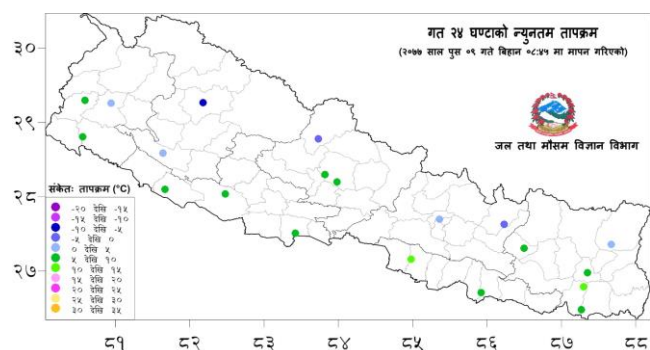 गत २४ घण्टाको न्युनतम तापक्रम
(२०७७ साल पुस ०९ गते बिहान ०८:४५ मा मापन गरिएको)
जल तथा मौसम विज्ञान विभाग
३०
२९
२८
२७
संकेतः तापक्रम (°C)
-२० देखि -१५
-१५ देखि -१०
-१० देखि -५
-५ देखि ०
० देखि ५
५ देखि १०
१० देखि १५
१५ देखि २०
२० देखि २५
२५ देखि ३०
३० देखि ३५
८१ ८२ ८३ ८४ ८५ ८६ ८७ ८८